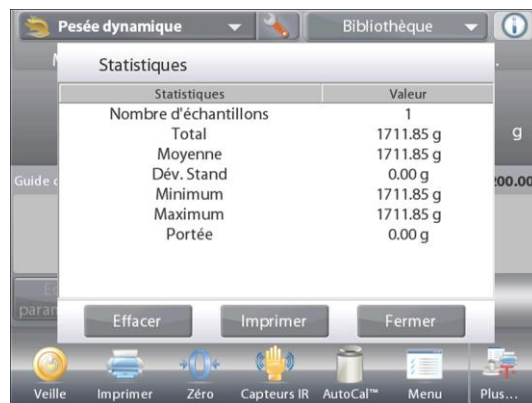 Pesée dynamique Bibliothèque
Statistiques
Statistiques Valeur
Nombre d'échantillons 1
Total 1711.85 g
Moyenne 1711.85 g
Dév. Stand 0.00 g
Minimum 1711.85 g
Maximum 1711.85 g
Portée 0.00 g
g
Guide d
200.00
param
Effacer Imprimer Fermer
Veille Imprimer Zéro Capteurs IR AutoCal™ Menu Plus...